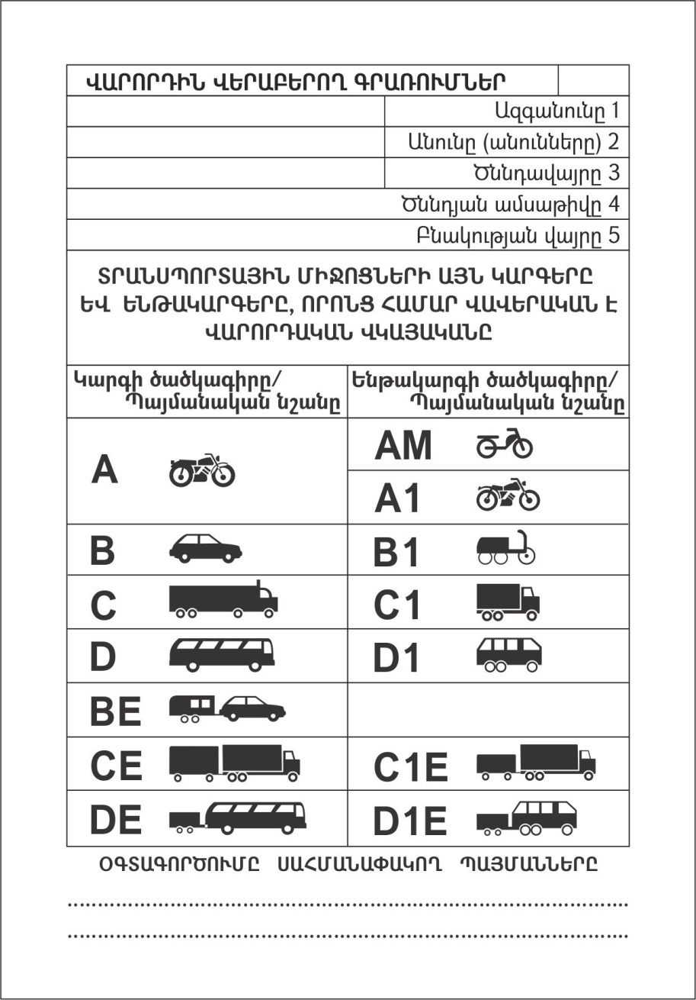 ՎԱՐՈՐԴԻՆ ՎԵՐԱԲԵՐՈՂ ԳՐԱՌՈՒՄՆԵՐ
Ազգանունը 1
Անունը (անունները) 2
Ծննդավայրը 3
Ծննդյան ամսաթիվը 4
Բնակության վայրը 5
ՏՐԱՆՍՊՈՐՏԱՅԻՆ ՄԻՋՈՑՆԵՐԻ ԱՅՆ ԿԱՐԳԵՐԸ
ԵՎ ԵՆԹԱԿԱՐԳԵՐԸ, ՈՐՈՆՑ ՀԱՄԱՐ ՎԱՎԵՐԱԿԱՆ Է
ՎԱՐՈՐԴԱԿԱՆ ՎԿԱՅԱԿԱՆԸ
Կարգի ծածկագիրը/
Պայմանական նշանը
Ենթակարգի ծածկագիրը/
Պայմանական նշանը
A
AM
A1
B
B1
C
C1
D
D1
BE
CE
C1E
DE
D1E
ՕԳՏԱԳՈՐԾՈՒՄԸ ՍԱՀՄԱՆԱՓԱԿՈՂ ՊԱՅՄԱՆՆԵՐԸ